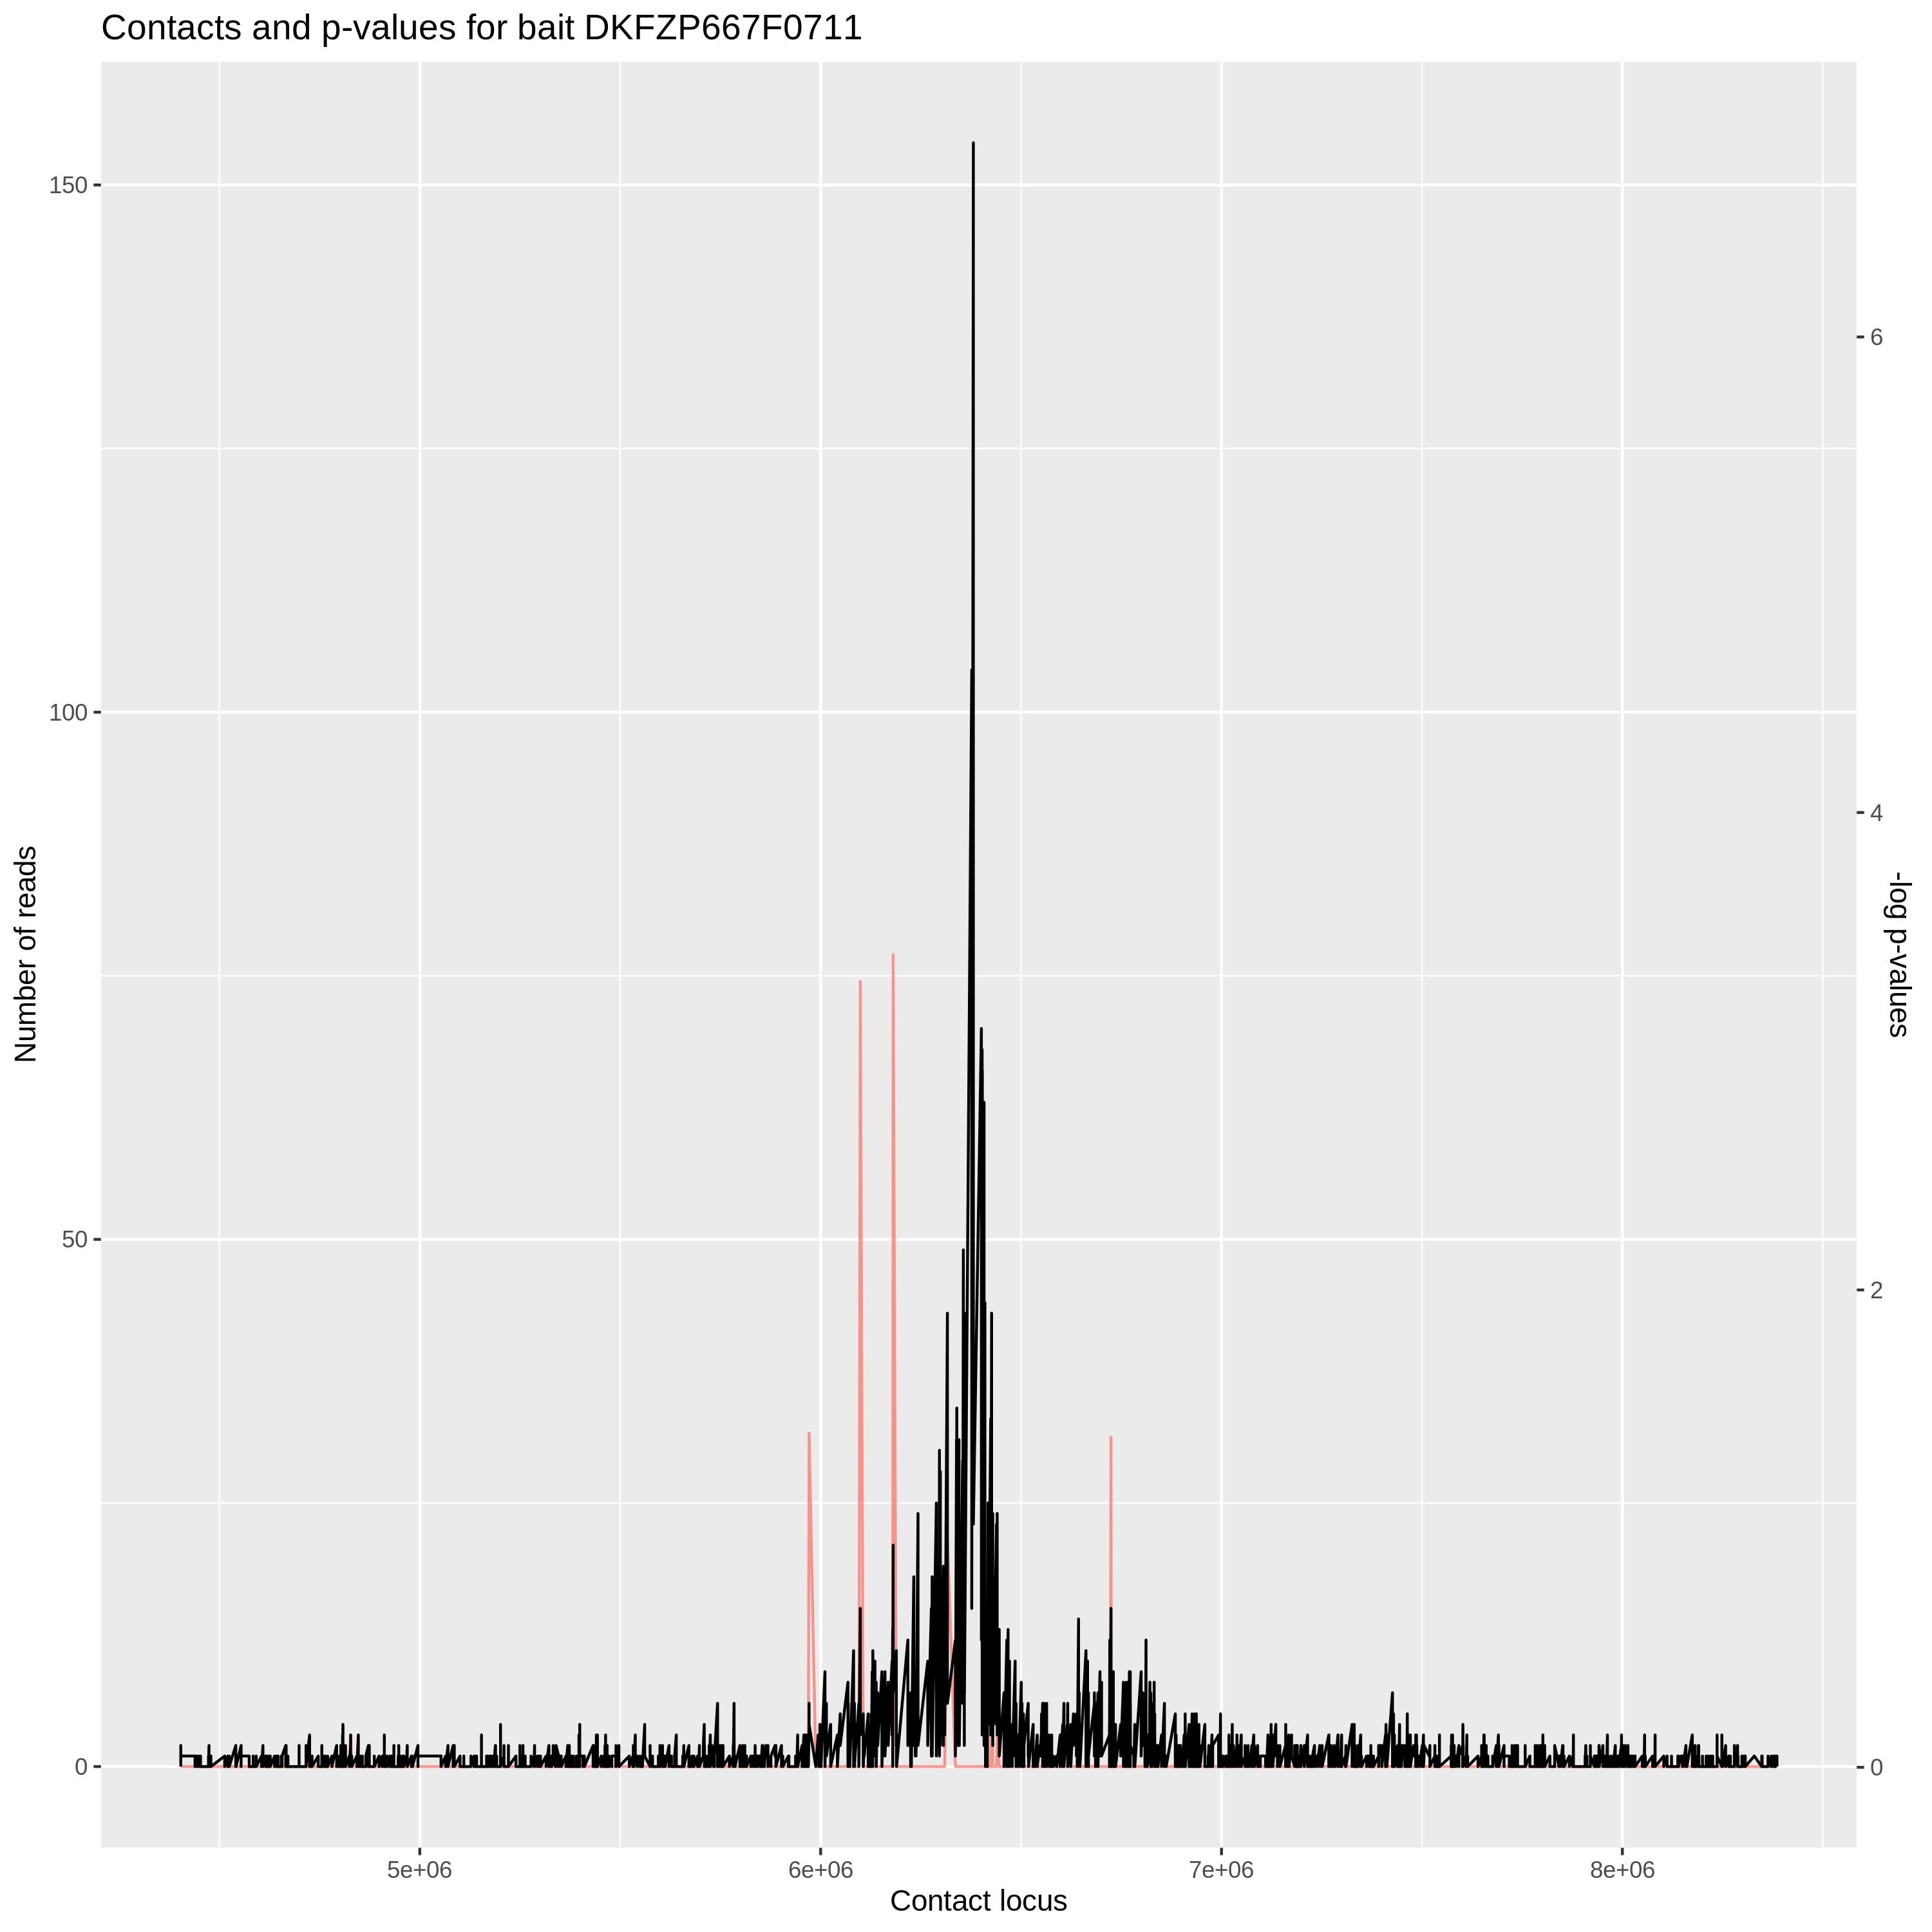 Contacts and p-values for bait DKFZP667F0711
150
100
50
0
Number of reads
6
4
2
0
-log p-values
5e+06
6e+06
7e+06
8e+06
Contact locus